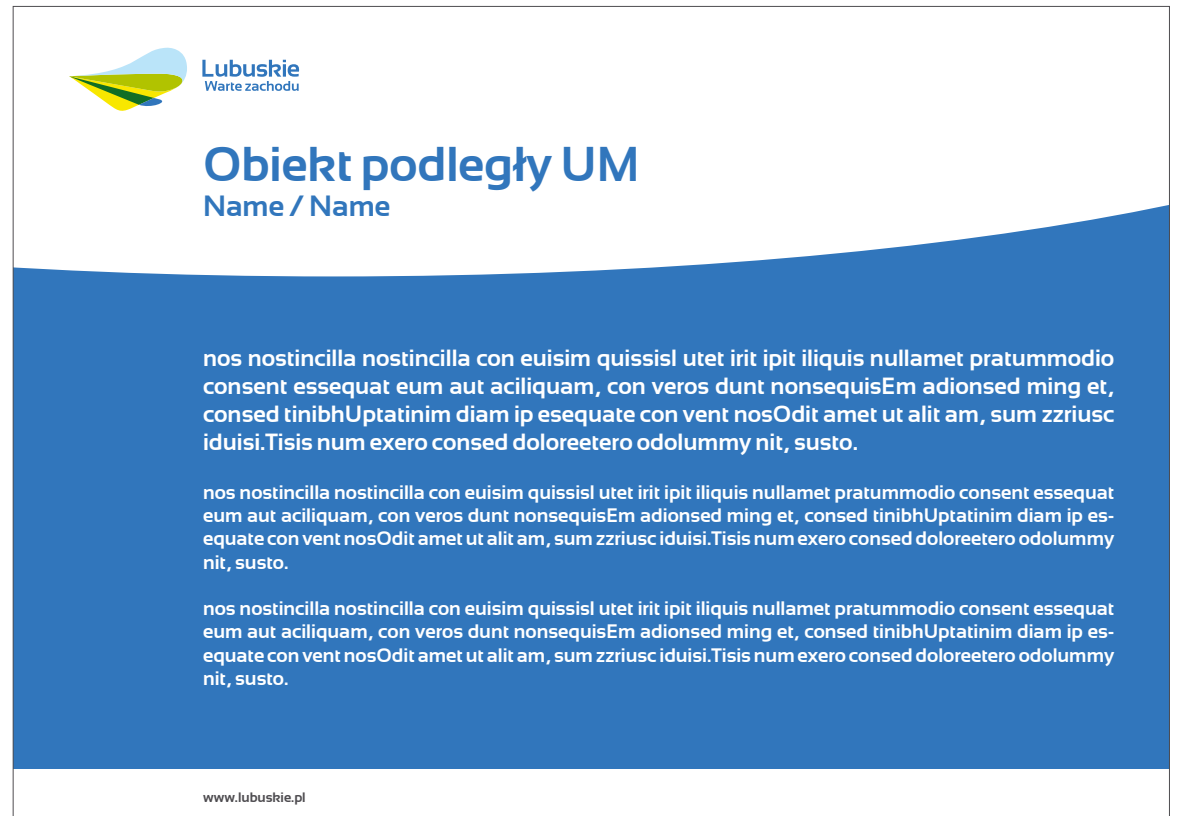 Lubuskie
Warte zachodu
Obiekt podległy UM
Name / Name
nos nostincilla nostincilla con euisim quissisl utet irit ipit iliquis nullamet pratummodio
consent essequat eum aut aciliquam, con veros dunt nonsequisEm adionsed ming et,
consed tinibhUptatinim diam ip esequate con vent nosOdit amet ut alit am, sum zzriusc
iduisi.Tisis num exero consed doloreetero odolummy nit, susto.
nos nostincilla nostincilla con euisim quissisl utet irit ipit iliquis nullamet pratummodio consent essequat
eum aut aciliquam, con veros dunt nonsequisEm adionsed ming et, consed tinibhUptatinim diam ip es-
equate con vent nosOdit amet ut alit am, sum zzriusc iduisi.Tisis num exero consed doloreetero odolummy
nit, susto.
nos nostincilla nostincilla con euisim quissisl utet irit ipit iliquis nullamet pratummodio consent essequat
eum aut aciliquam, con veros dunt nonsequisEm adionsed ming et, consed tinibhUptatinim diam ip es-
equate con vent nosOdit amet ut alit am, sum zzriusc iduisi.Tisis num exero consed doloreetero odolummy
nit, susto.
www.lubuskie.pl